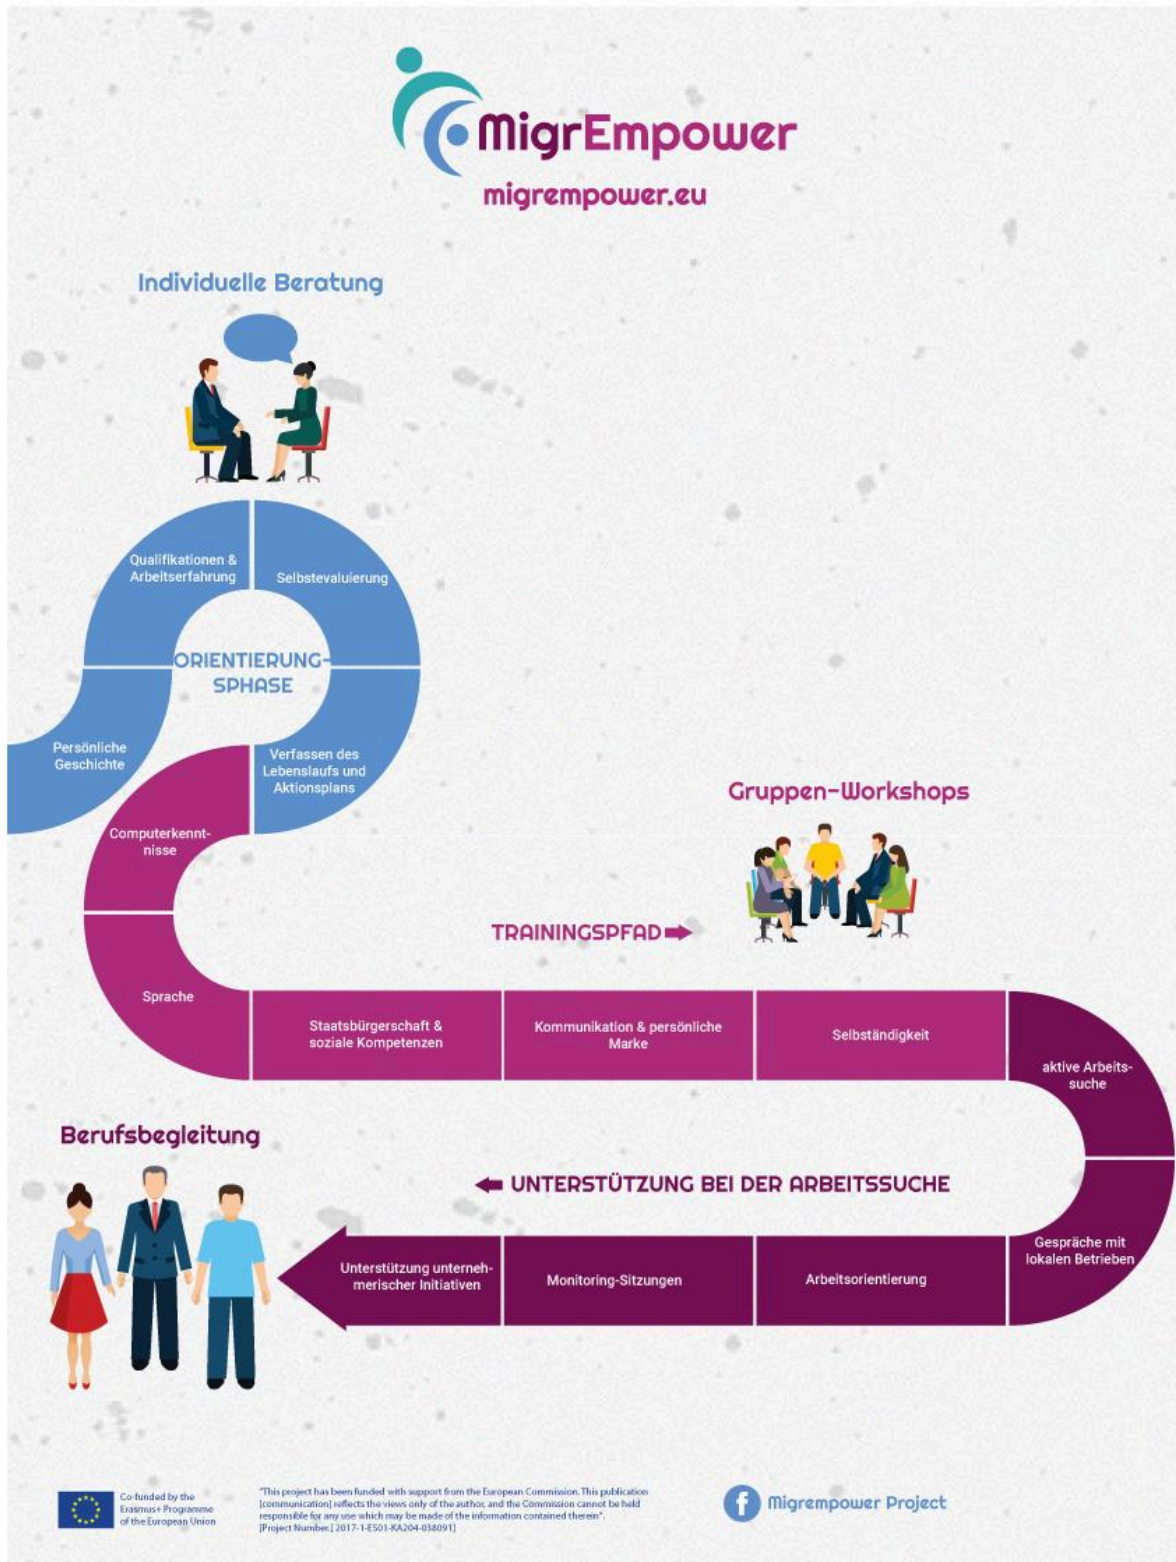 MigrEmpower
migrempower.eu
Individuelle Beratung
Qualifikationen &
Arbeitserfahrung
Selbstevaluierung
ORIENTIERUNG-
SPHASE
Persönliche
Geschichte
Verfassen des
Lebenslaufs und
Aktionsplans
Computerkennt-
nisse
Gruppen-Workshops
TRAININGSPFAD
Sprache
Staatsbürgerschaft &
soziale Kompetenzen
Kommunikation & persönliche
Marke
Selbständigkeit
aktive Arbeits-
suche
Berufsbegleitung
UNTERSTÜTZUNG BEI DER ARBEITSSUCHE
Gespräche mit
lokalen Betrieben
Arbeitsorientierung
Monitoring-Sitzungen
Unterstützung unterneh-
merischer Initiativen
Co-funded by the
Erasmus+ Programme
of the European Union
"This project has been funded with support from the European Commission. This publication
[communication] reflects the views only of the author, and the Commission cannot be held
responsible for any use which may be made of the information contained therein".
[Project Number.[ 2017-1-ES01-KA204-038091]
f Migrempower Project